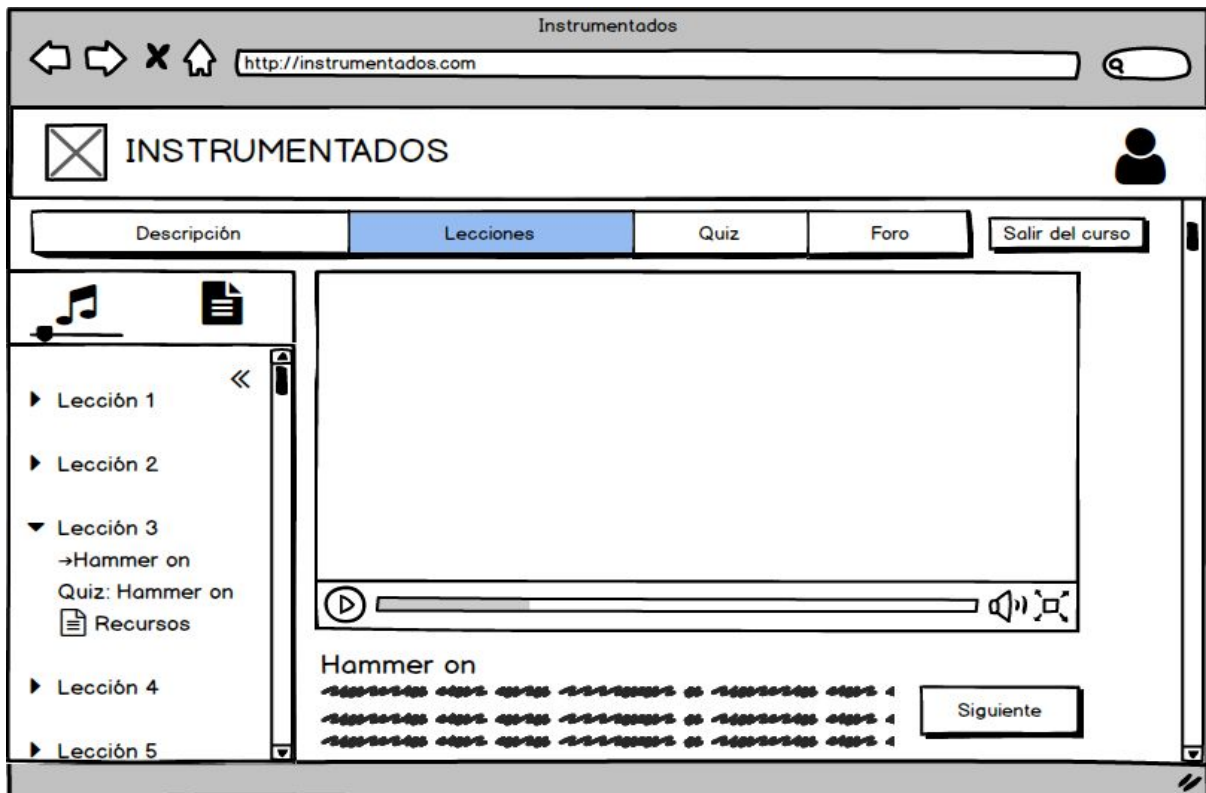 Instrumentados
http://instrumentados.com
INSTRUMENTADOS
Descripción
Lecciones
Quiz
Foro
Salir del curso
Lección 1
Lección 2
Lección 3
→Hammer on
Quiz: Hammer on
Recursos
Lección 4
Lección 5
Hammer on
Siguiente